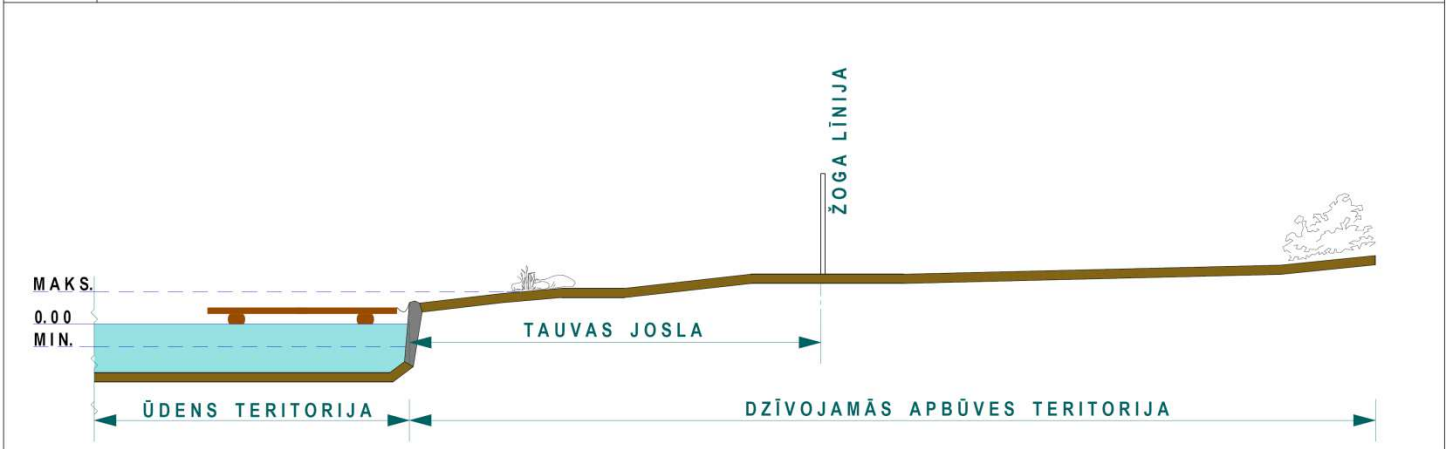 ŽOGA LĪNIJA
MAKS.
0.00
MIN.
TAUVAS JOSLA
ŪDENS TERITORIJA
DZĪVOJAMĀS APBŪVES TERITORIJA